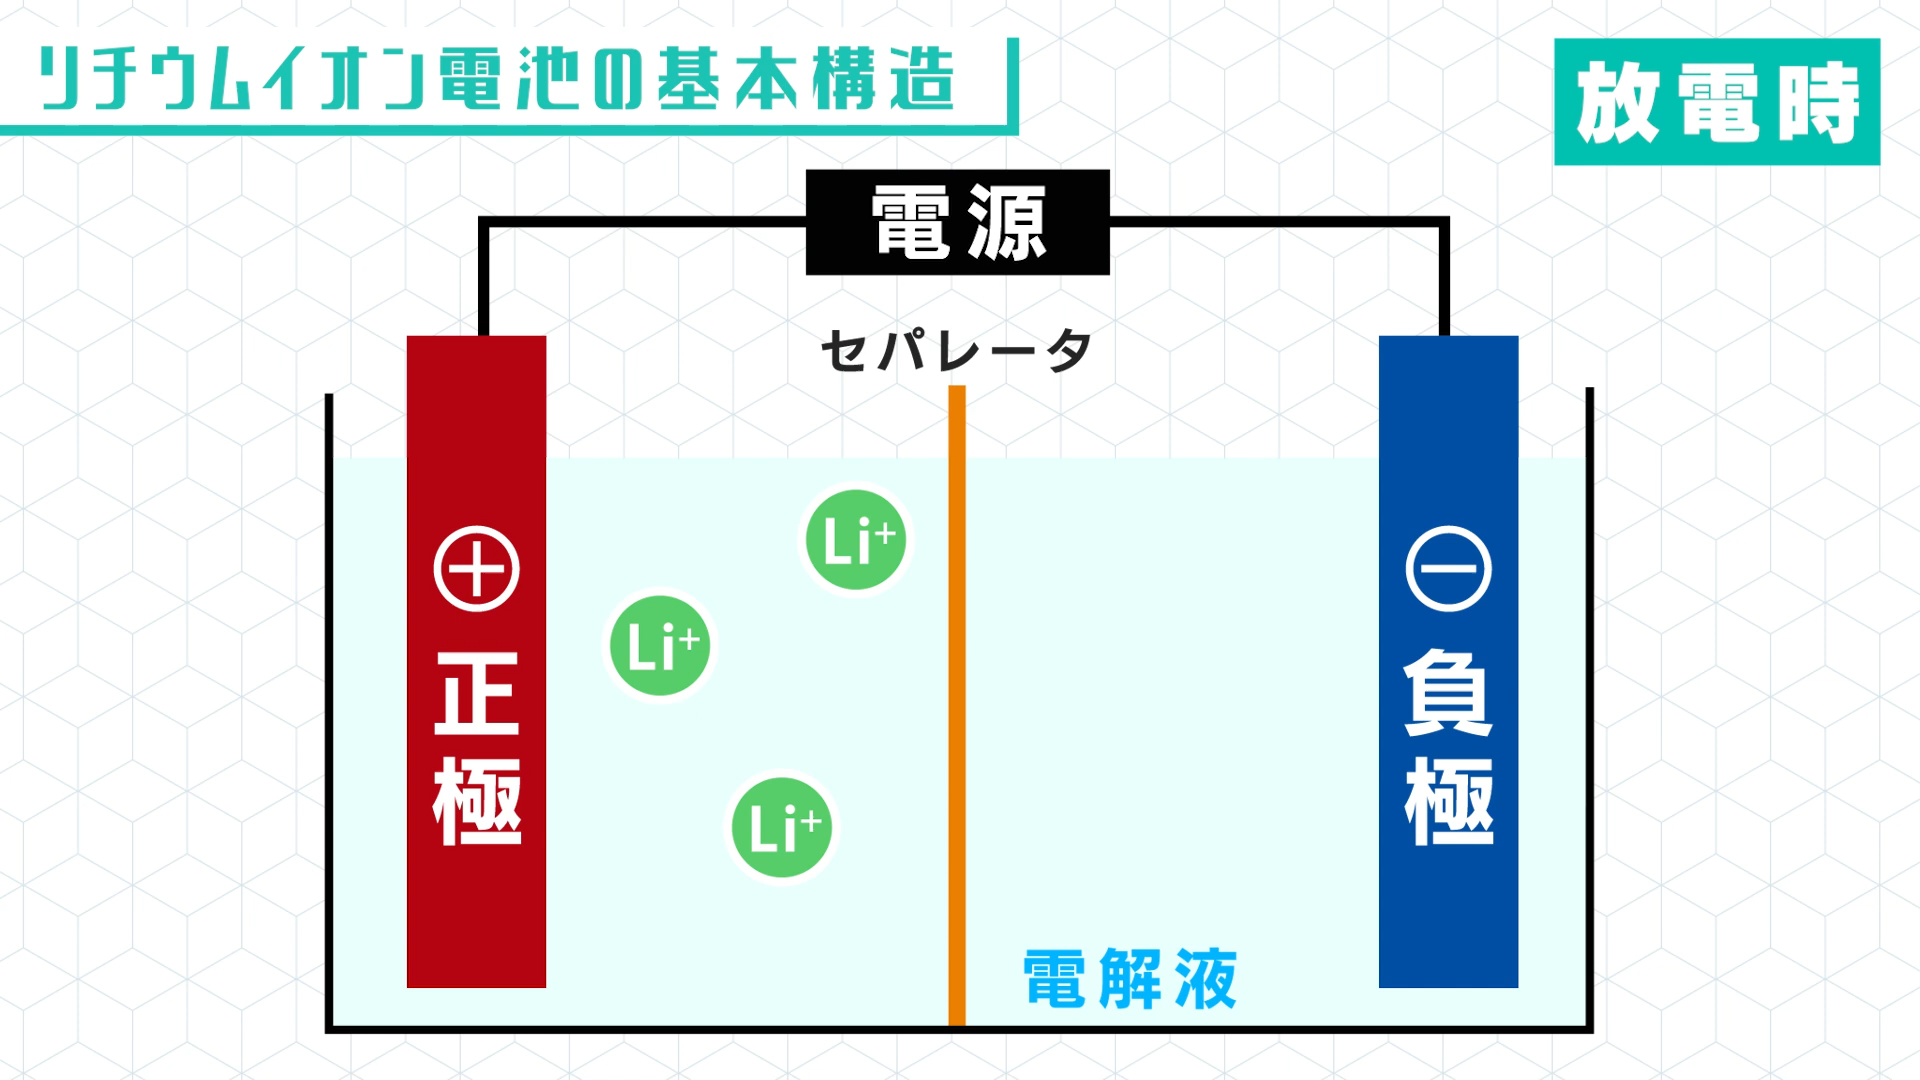 リチウムイオン電池の基本構造
放電時
電源
セパレータ
Li⁺
Li⁺
Li⁺
⊕ 正極
⊖ 負極
電解液